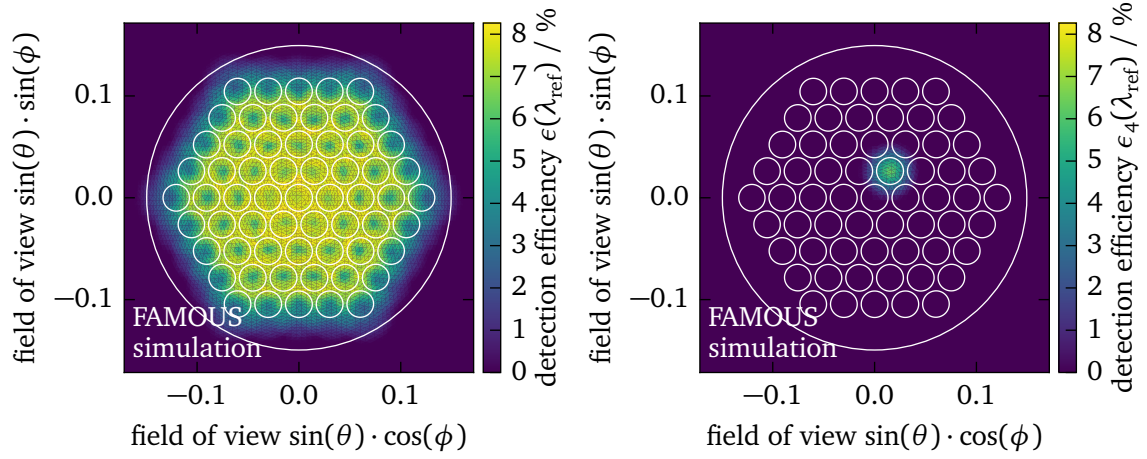 field of view sin(θ) · sin(ϕ)
0.1
0.0
−0.1
FAMOUS
simulation
−0.1 0.0 0.1
field of view sin(θ) · cos(ϕ)
8
7
6
5
4
3
2
1
0
detection efficiency ϵ(λref) / %
field of view sin(θ) · sin(ϕ)
0.1
0.0
−0.1
FAMOUS
simulation
−0.1 0.0 0.1
field of view sin(θ) · cos(ϕ)
8
7
6
5
4
3
2
1
0
detection efficiency ϵ4(λref) / %